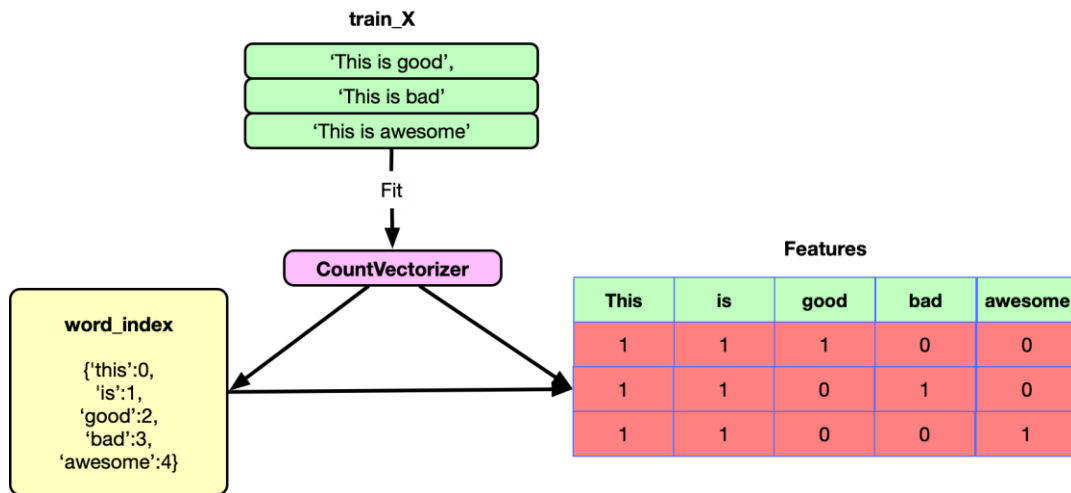 train_X
‘This is good’,
‘This is bad’
‘This is awesome’
Fit
CountVectorizer
word_index
{'this':0,
'is':1,
‘good’:2,
‘bad’:3,
‘awesome’:4}
Features
This is good bad awesome
1 1 1 0 0
1 1 0 1 0
1 1 0 0 1